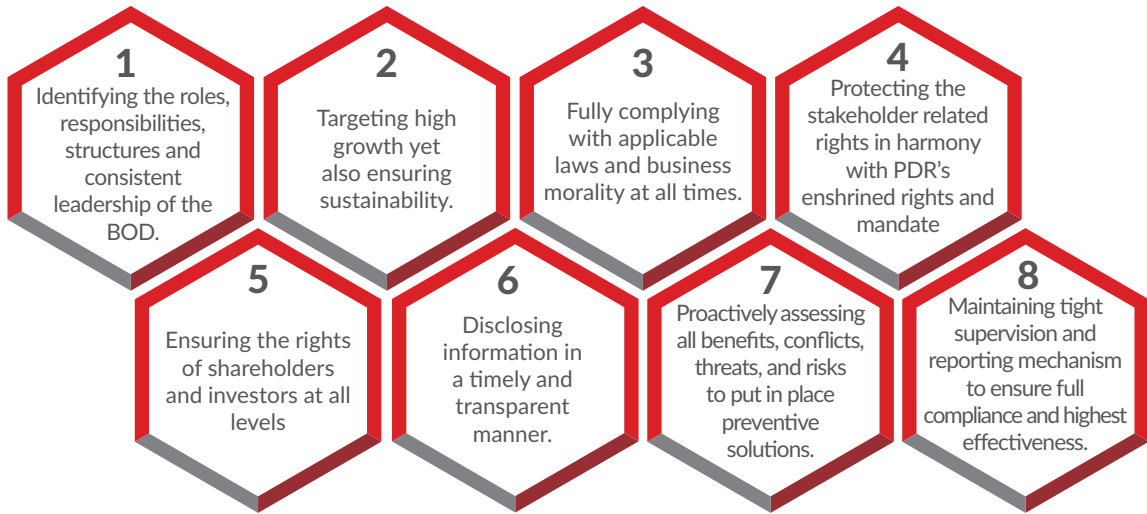 1
Identifying the roles,
responsibilities,
structures and
consistent
leadership of the
BOD.
2
Targeting high
growth yet
also ensuring
sustainability.
3
Fully complying
with applicable
laws and business
morality at all times.
4
Protecting the
stakeholder related
rights in harmony
with PDR's
enshrined rights and
mandate
5
Ensuring the rights
of shareholders
and investors at all
levels
6
Disclosing
information in
a timely and
transparent
manner.
7
Proactively assessing
all benefits, conflicts,
threats, and risks
to put in place
preventive
solutions.
8
Maintaining tight
supervision and
reporting mechanism
to ensure full
compliance and highest
effectiveness.